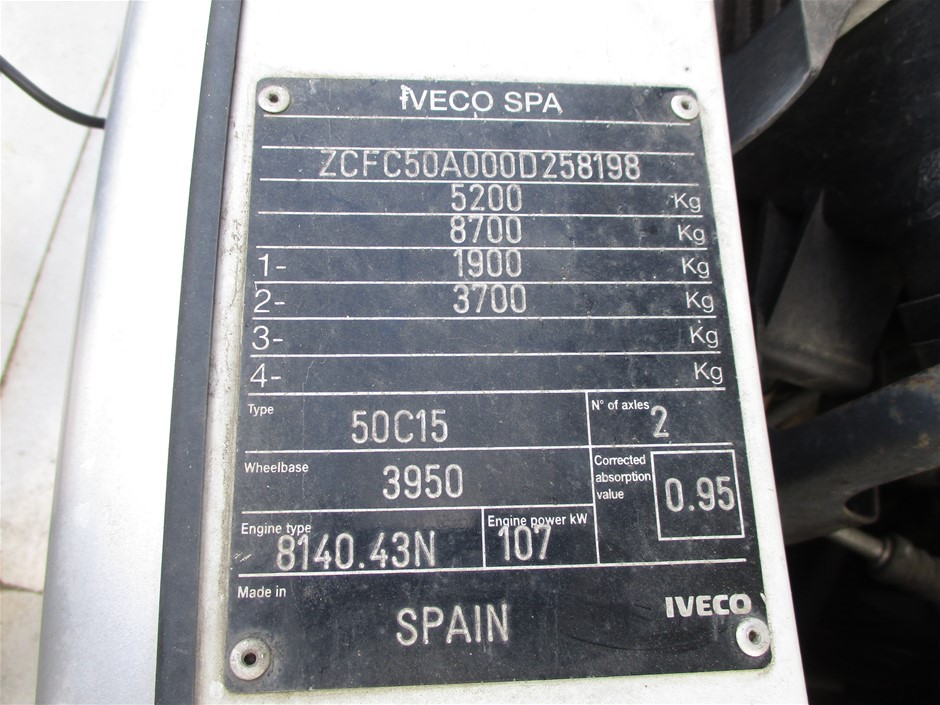 IVECO SPA
ZCFC50A000D258198
5200 Kg
8700 Kg
1- 1900 Kg
2- 3700 Kg
3- Kg
4- Kg
Type 50C15 N° of axles 2
Wheelbase 3950 Corrected absorption value 0.95
Engine type 8140.43N Engine power kW 107
Made in SPAIN IVECO